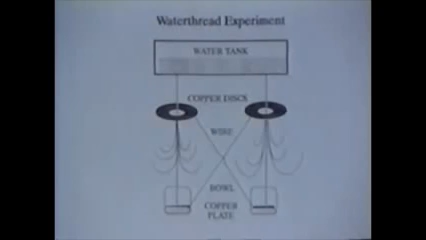 Waterthread Experiment
WATER TANK
COPPER DISCS
WIRE
BOWL
COPPER
PLATE